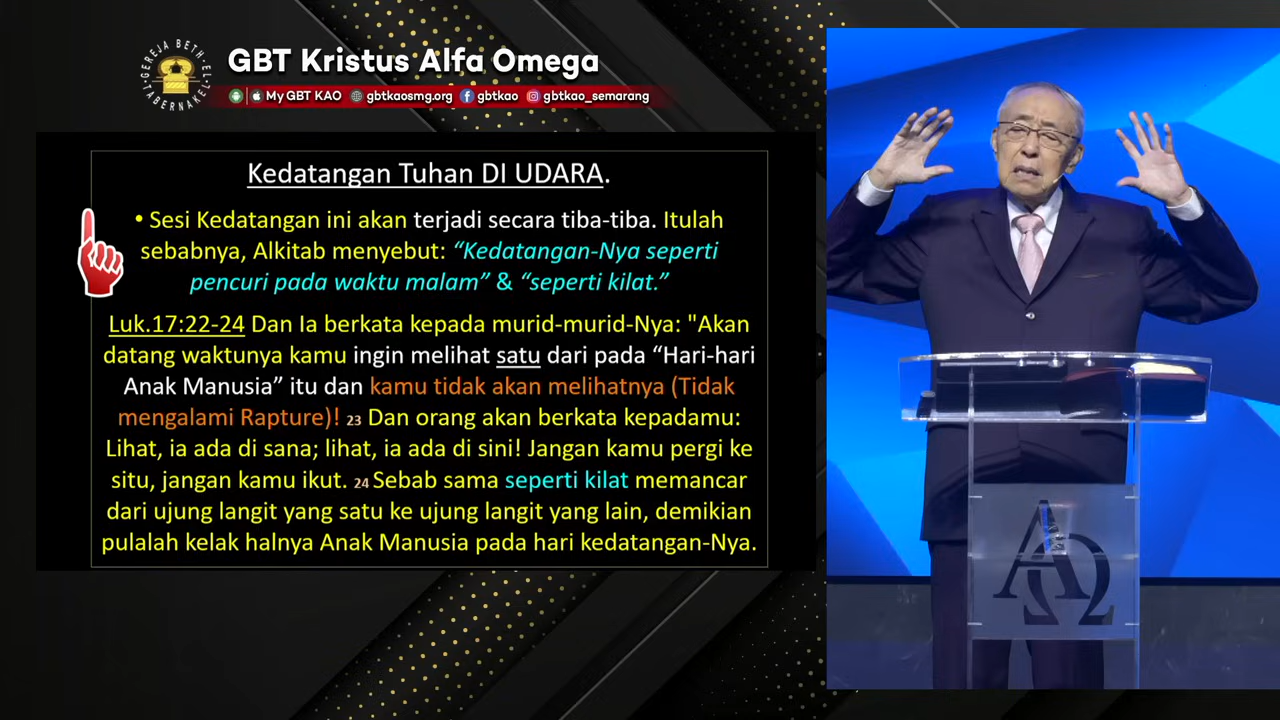 GEREJA BETH-EL
TABERNAKEL
GBT Kristus Alfa Omega
My GBT KAO gbtkaosmg.org gbtkao gbtkao_semarang
Kedatangan Tuhan DI UDARA.
• Sesi Kedatangan ini akan terjadi secara tiba-tiba. Itulah
sebabnya, Alkitab menyebut: “Kedatangan-Nya seperti
pencuri pada waktu malam” & “seperti kilat.”
Luk.17:22-24 Dan Ia berkata kepada murid-murid-Nya: "Akan
datang waktunya kamu ingin melihat satu dari pada “Hari-hari
Anak Manusia” itu dan kamu tidak akan melihatnya (Tidak
mengalami Rapture)! 23 Dan orang akan berkata kepadamu:
Lihat, ia ada di sana; lihat, ia ada di sini! Jangan kamu pergi ke
situ, jangan kamu ikut. 24 Sebab sama seperti kilat memancar
dari ujung langit yang satu ke ujung langit yang lain, demikian
pulalah kelak halnya Anak Manusia pada hari kedatangan-Nya.
ΑΩ